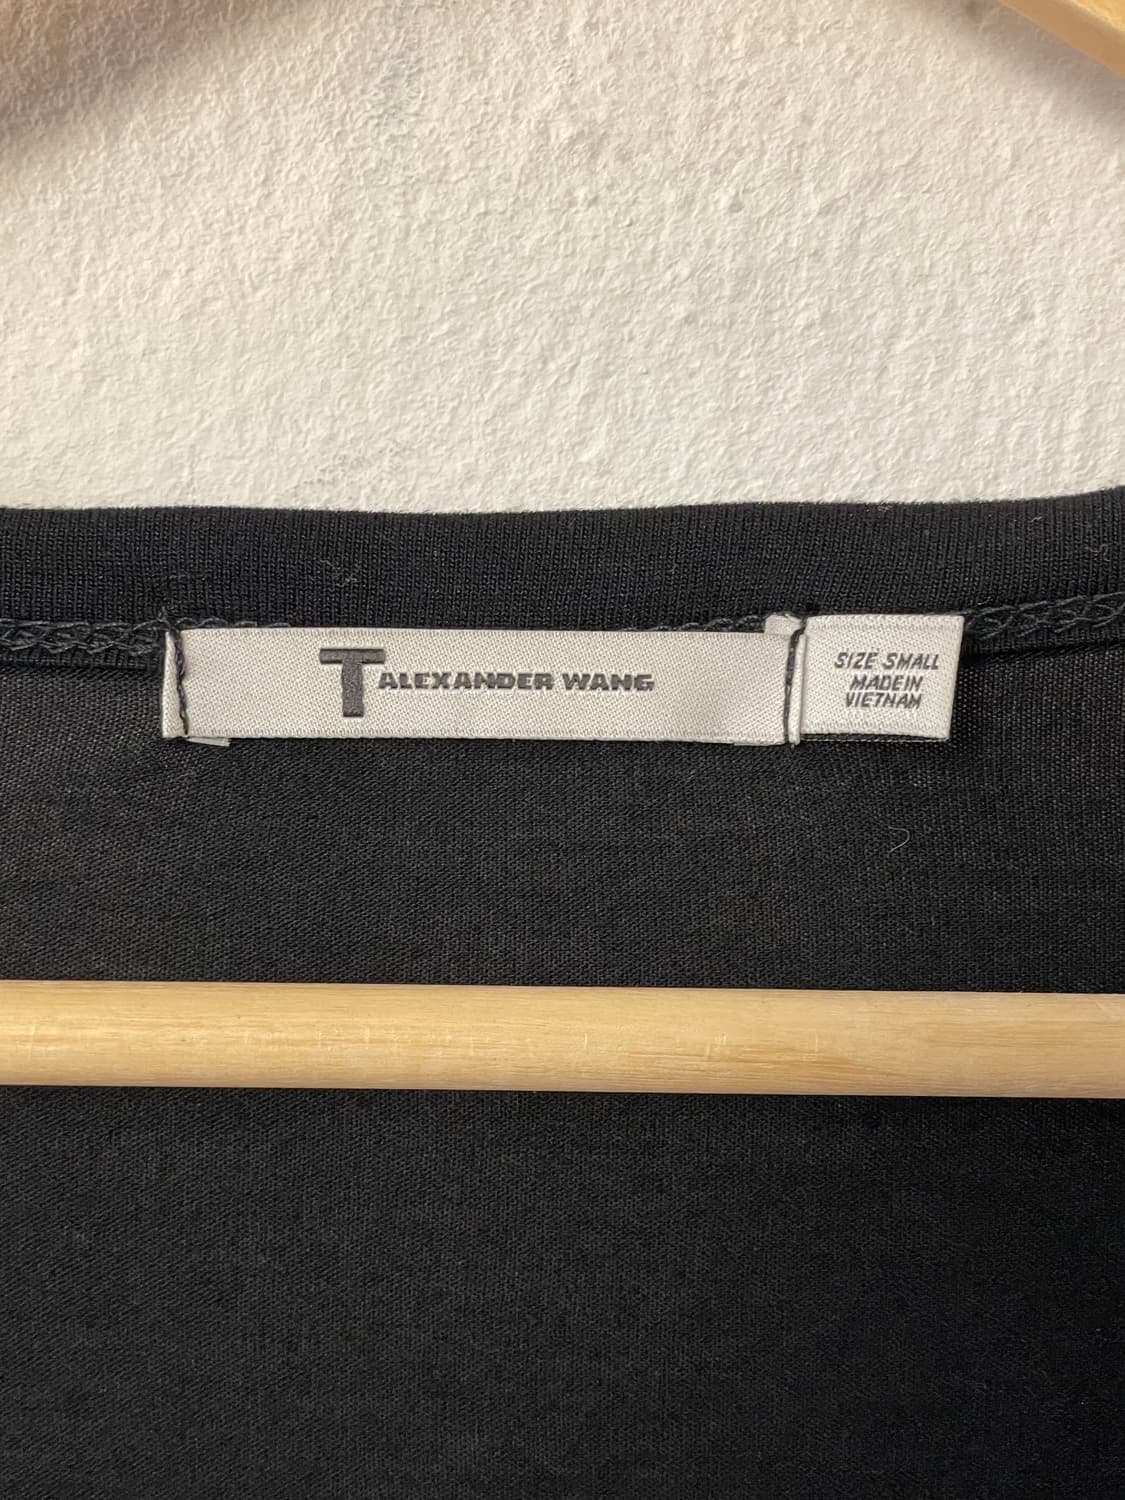 T ALEXANDER WANG
SIZE SMALL
MADE IN
VIETNAM